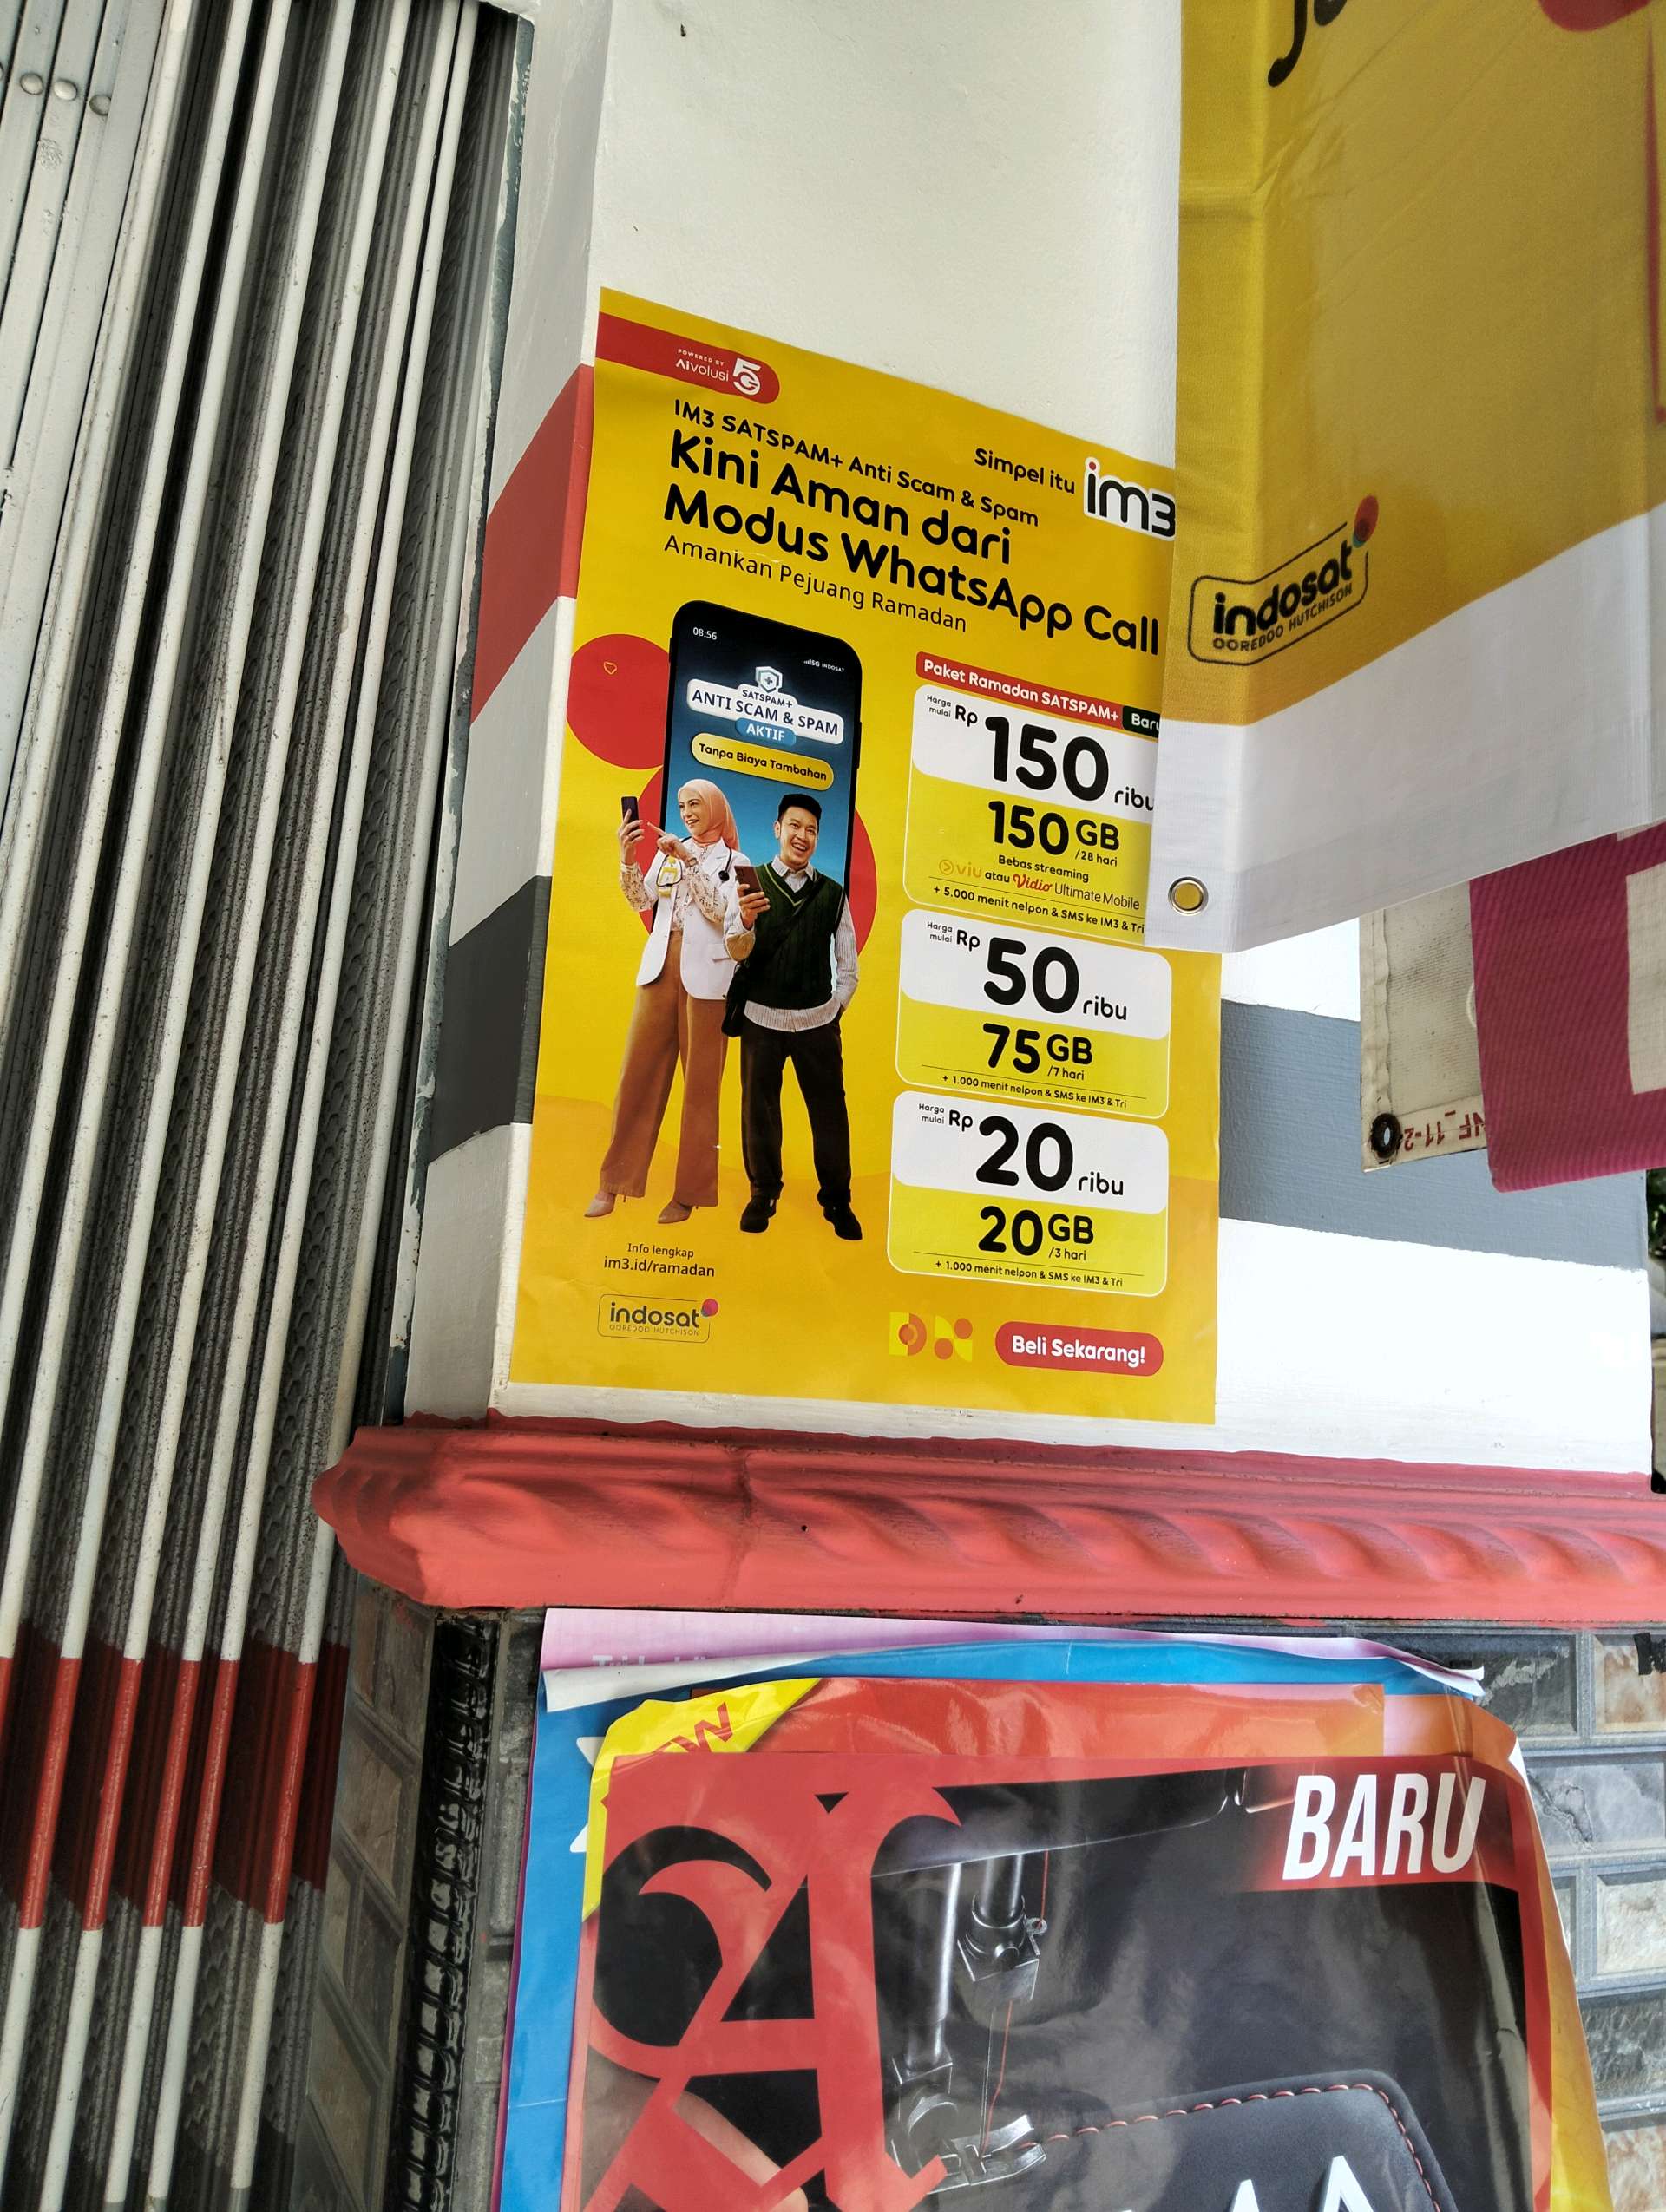 POWERED BY
AIvolusi 5G
IM3 SATSPAM+ Anti Scam & Spam
Simpel itu im3
Kini Aman dari
Modus WhatsApp Call
Amankan Pejuang Ramadan
08:56
5G INDOSAT
SATSPAM+
ANTI SCAM & SPAM
AKTIF
Tanpa Biaya Tambahan
Paket Ramadan SATSPAM+ Baru
Harga mulai Rp 150 ribu
150 GB /28 hari
Bebas streaming
viu atau Vidio Ultimate Mobile
+ 5.000 menit nelpon & SMS ke IM3 & Tri
Harga mulai Rp 50 ribu
75 GB /7 hari
+ 1.000 menit nelpon & SMS ke IM3 & Tri
Harga mulai Rp 20 ribu
20 GB /3 hari
+ 1.000 menit nelpon & SMS ke IM3 & Tri
Info lengkap
im3.id/ramadan
indosat
OOREDOO HUTCHISON
Beli Sekarang!
indosat
OOREDOO HUTCHISON
BARU